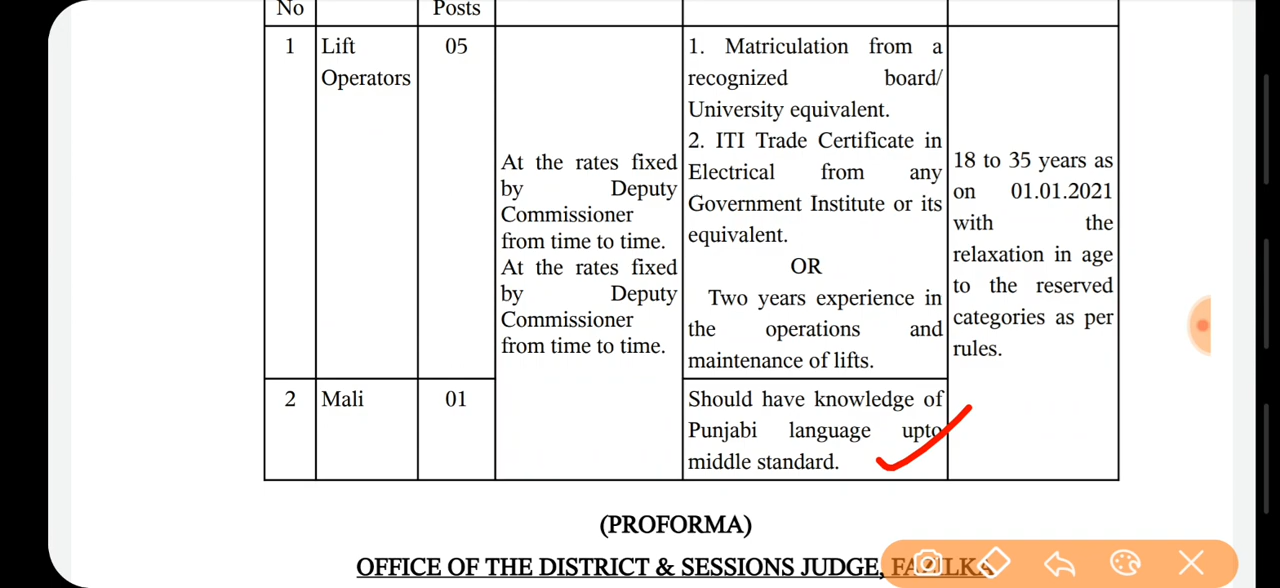 No Posts
1 Lift Operators 05
At the rates fixed
by Deputy
Commissioner
from time to time.
At the rates fixed
by Deputy
Commissioner
from time to time.
1. Matriculation from a
recognized board/
University equivalent.
2. ITI Trade Certificate in
Electrical from any
Government Institute or its
equivalent.
OR
Two years experience in
the operations and
maintenance of lifts.
18 to 35 years as
on 01.01.2021
with the
relaxation in age
to the reserved
categories as per
rules.
2 Mali 01
Should have knowledge of
Punjabi language upto
middle standard.
(PROFORMA)
OFFICE OF THE DISTRICT & SESSIONS JUDGE, FAZILKA